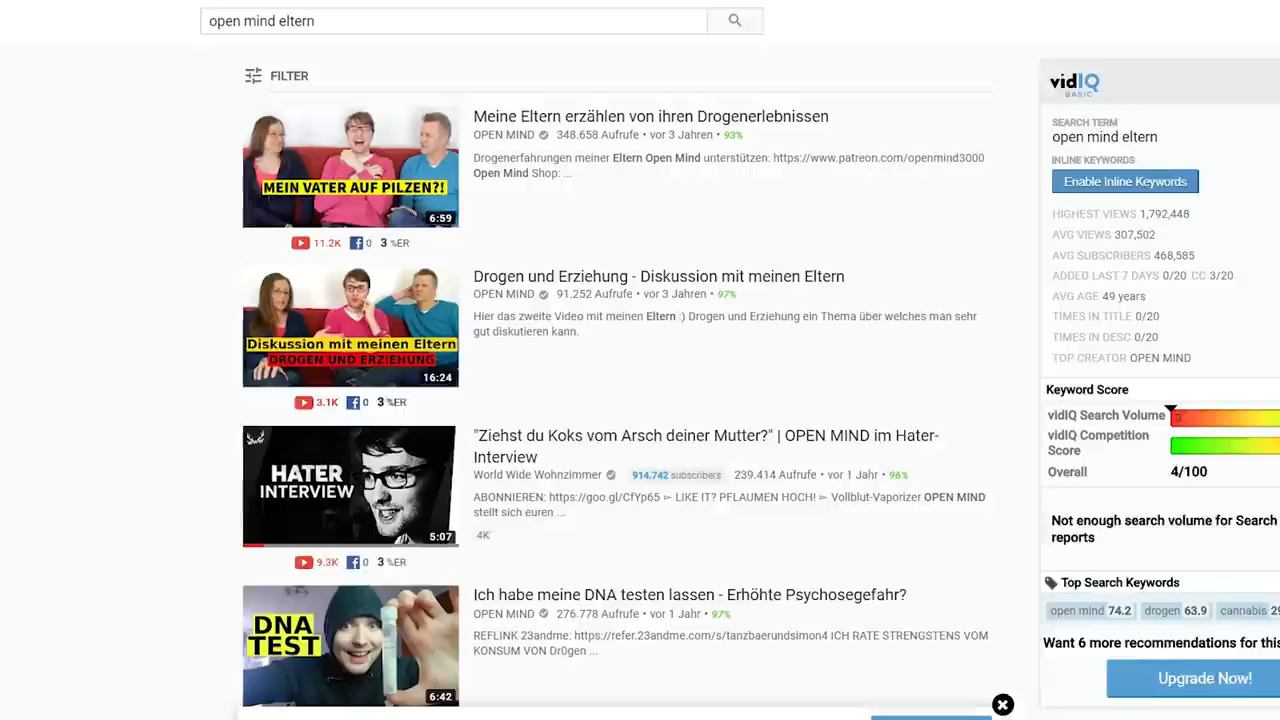 open mind eltern
FILTER
Meine Eltern erzählen von ihren Drogenerlebnissen
OPEN MIND 348.658 Aufrufe • vor 3 Jahren • 93%
Drogenerfahrungen meiner Eltern Open Mind unterstützen: https://www.patreon.com/openmind3000
Open Mind Shop: ...
MEIN VATER AUF PILZEN?!
6:59
11.2K 0 3 %ER
Drogen und Erziehung - Diskussion mit meinen Eltern
OPEN MIND 91.252 Aufrufe • vor 3 Jahren • 97%
Hier das zweite Video mit meinen Eltern :) Drogen und Erziehung ein Thema über welches man sehr
gut diskutieren kann.
Diskussion mit meinen Eltern
DROGEN UND ERZIEHUNG
16:24
3.1K 0 3 %ER
"Ziehst du Koks vom Arsch deiner Mutter?" | OPEN MIND im Hater-
Interview
World Wide Wohnzimmer 914.742 subscribers 239.414 Aufrufe • vor 1 Jahr • 96%
ABONNIEREN: https://goo.gl/CfYp65 ▻ LIKE IT? PFLAUMEN HOCH! ▻ Vollblut-Vaporizer OPEN MIND
stellt sich euren ...
4K
HATER
INTERVIEW
5:07
9.3K 0 3 %ER
Ich habe meine DNA testen lassen - Erhöhte Psychosegefahr?
OPEN MIND 276.778 Aufrufe • vor 1 Jahr • 97%
REFLINK 23andme: https://refer.23andme.com/s/tanzbaerundsimon4 ICH RATE STRENGSTENS VOM
KONSUM VON Dr0gen ...
DNA
TEST
6:42
vidIQ
BASIC
SEARCH TERM
open mind eltern
INLINE KEYWORDS
Enable Inline Keywords
HIGHEST VIEWS 1,792,448
AVG VIEWS 307,502
AVG SUBSCRIBERS 468,585
ADDED LAST 7 DAYS 0/20 CC 3/20
AVG AGE 49 years
TIMES IN TITLE 0/20
TIMES IN DESC 0/20
TOP CREATOR OPEN MIND
Keyword Score
vidIQ Search Volume 0
vidIQ Competition
Score
Overall 4/100
Not enough search volume for Search
reports
Top Search Keywords
open mind 74.2 drogen 63.9 cannabis 29
Want 6 more recommendations for this
Upgrade Now!